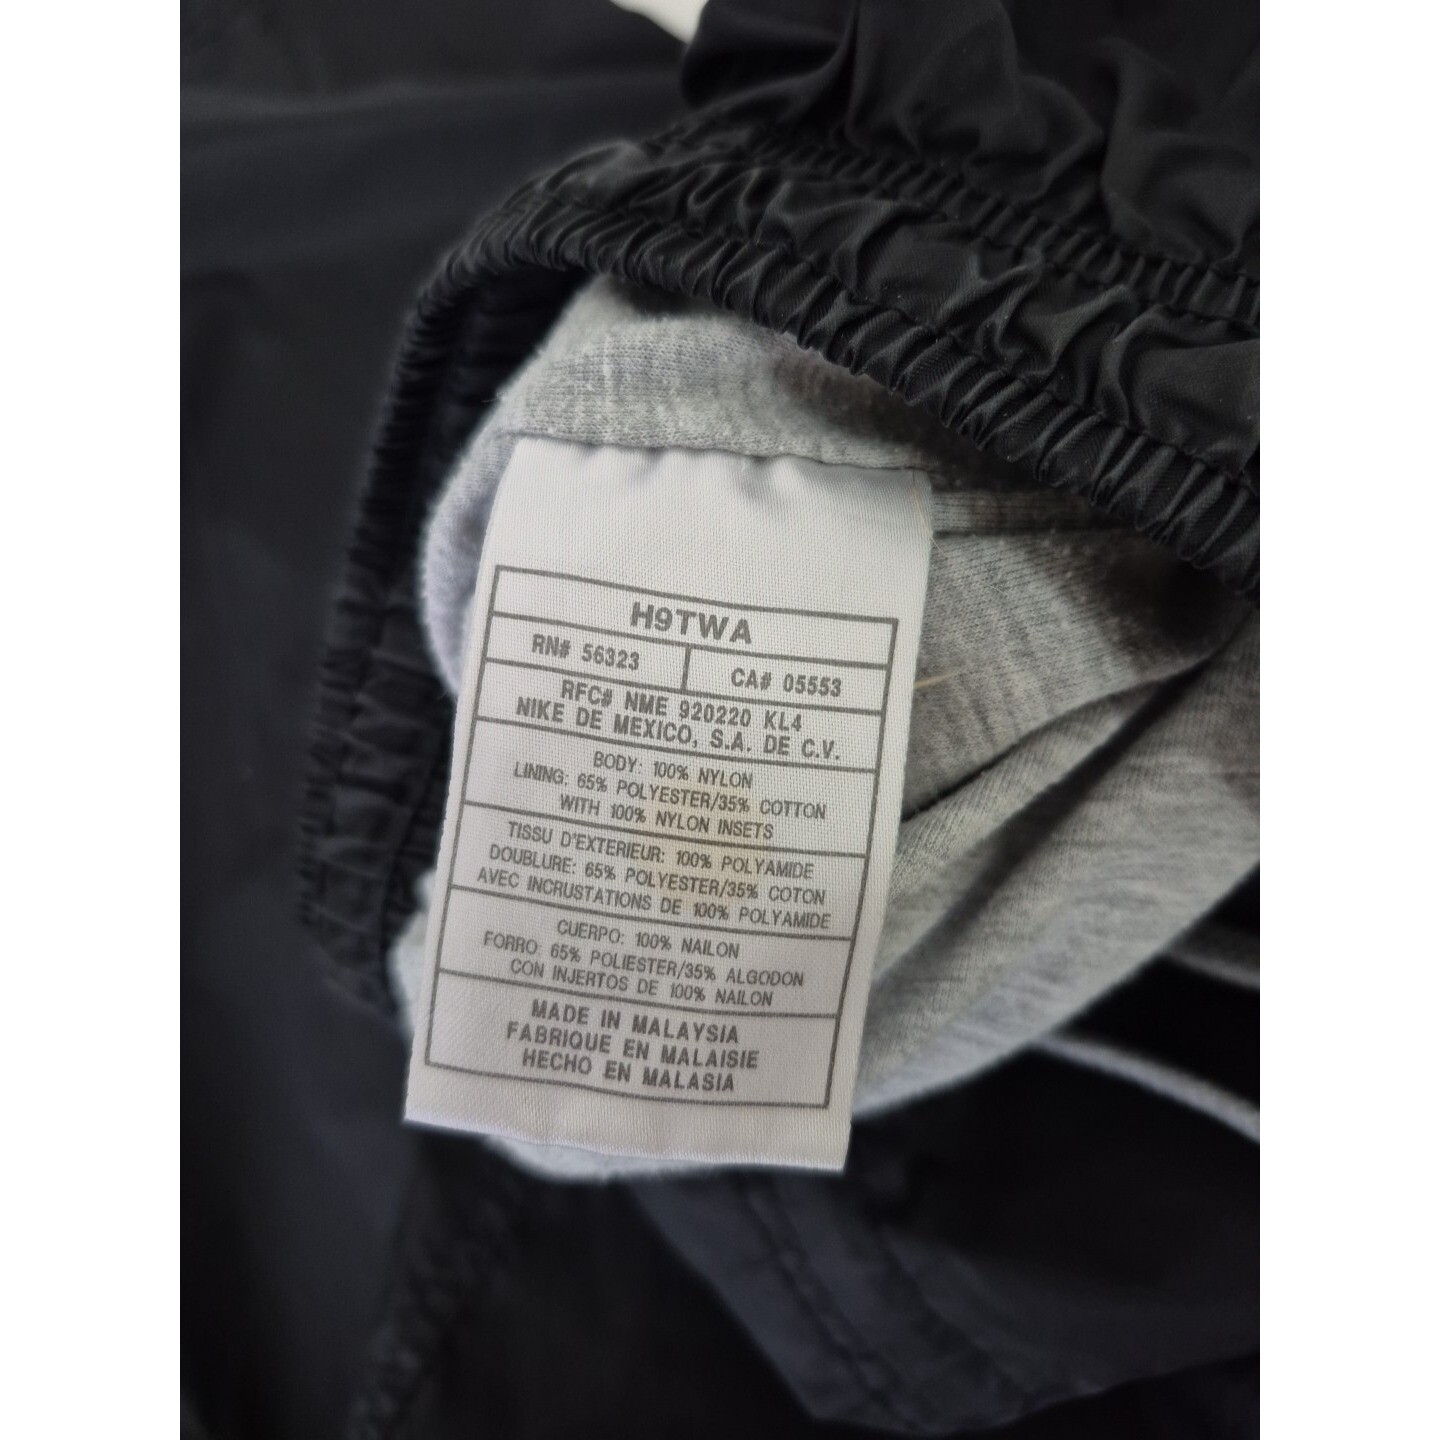 H9TWA
RN# 56323
CA# 05553
RFC# NME 920220 KL4
NIKE DE MEXICO, S.A. DE C.V.
BODY: 100% NYLON
LINING: 65% POLYESTER/35% COTTON
WITH 100% NYLON INSETS
TISSU D'EXTERIEUR: 100% POLYAMIDE
DOUBLURE: 65% POLYESTER/35% COTON
AVEC INCRUSTATIONS DE 100% POLYAMIDE
CUERPO: 100% NAILON
FORRO: 65% POLIESTER/35% ALGODON
CON INJERTOS DE 100% NAILON
MADE IN MALAYSIA
FABRIQUE EN MALAISIE
HECHO EN MALASIA